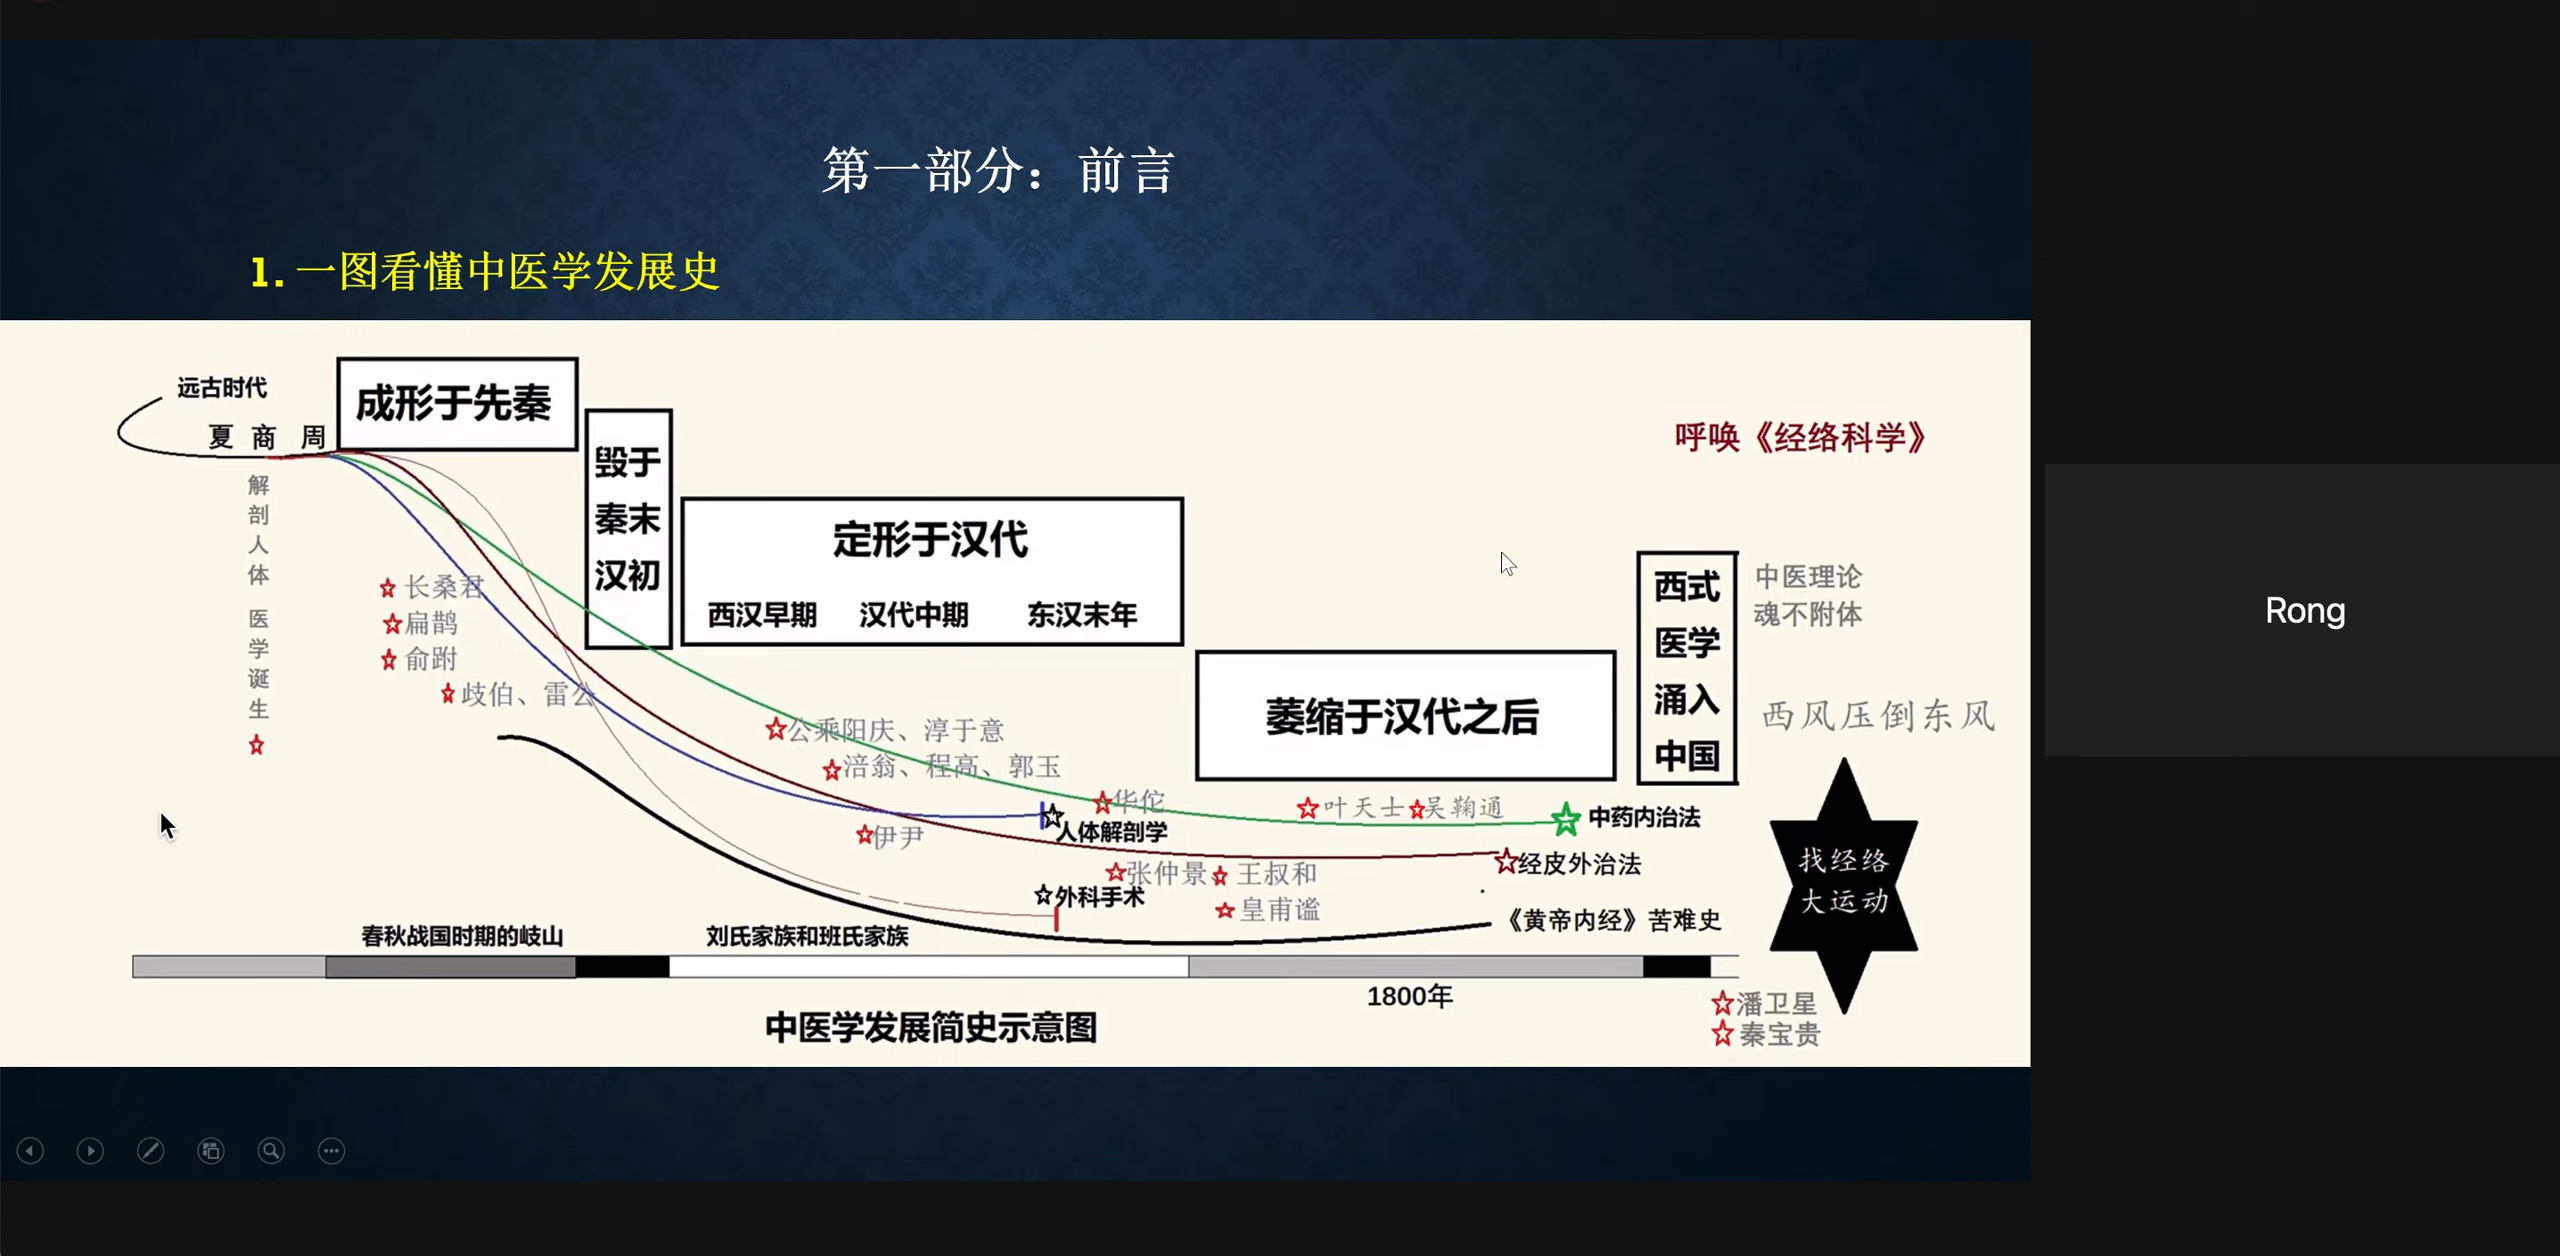 第一部分：前言
1. 一图看懂中医学发展史
远古时代
夏 商 周
成形于先秦
毁于
秦末
汉初
定形于汉代
西汉早期 汉代中期 东汉末年
萎缩于汉代之后
西式
医学
涌入
中国
呼唤《经络科学》
中医理论
魂不附体
西风压倒东风
解剖人体 医学诞生
长桑君
扁鹊
俞跗
歧伯、雷公
公乘阳庆、淳于意
涪翁、程高、郭玉
伊尹
华佗
人体解剖学
叶天士 吴鞠通
中药内治法
经皮外治法
张仲景 王叔和
外科手术
皇甫谧
《黄帝内经》苦难史
找经络
大运动
春秋战国时期的岐山
刘氏家族和班氏家族
1800年
中医学发展简史示意图
潘卫星
秦宝贵
Rong